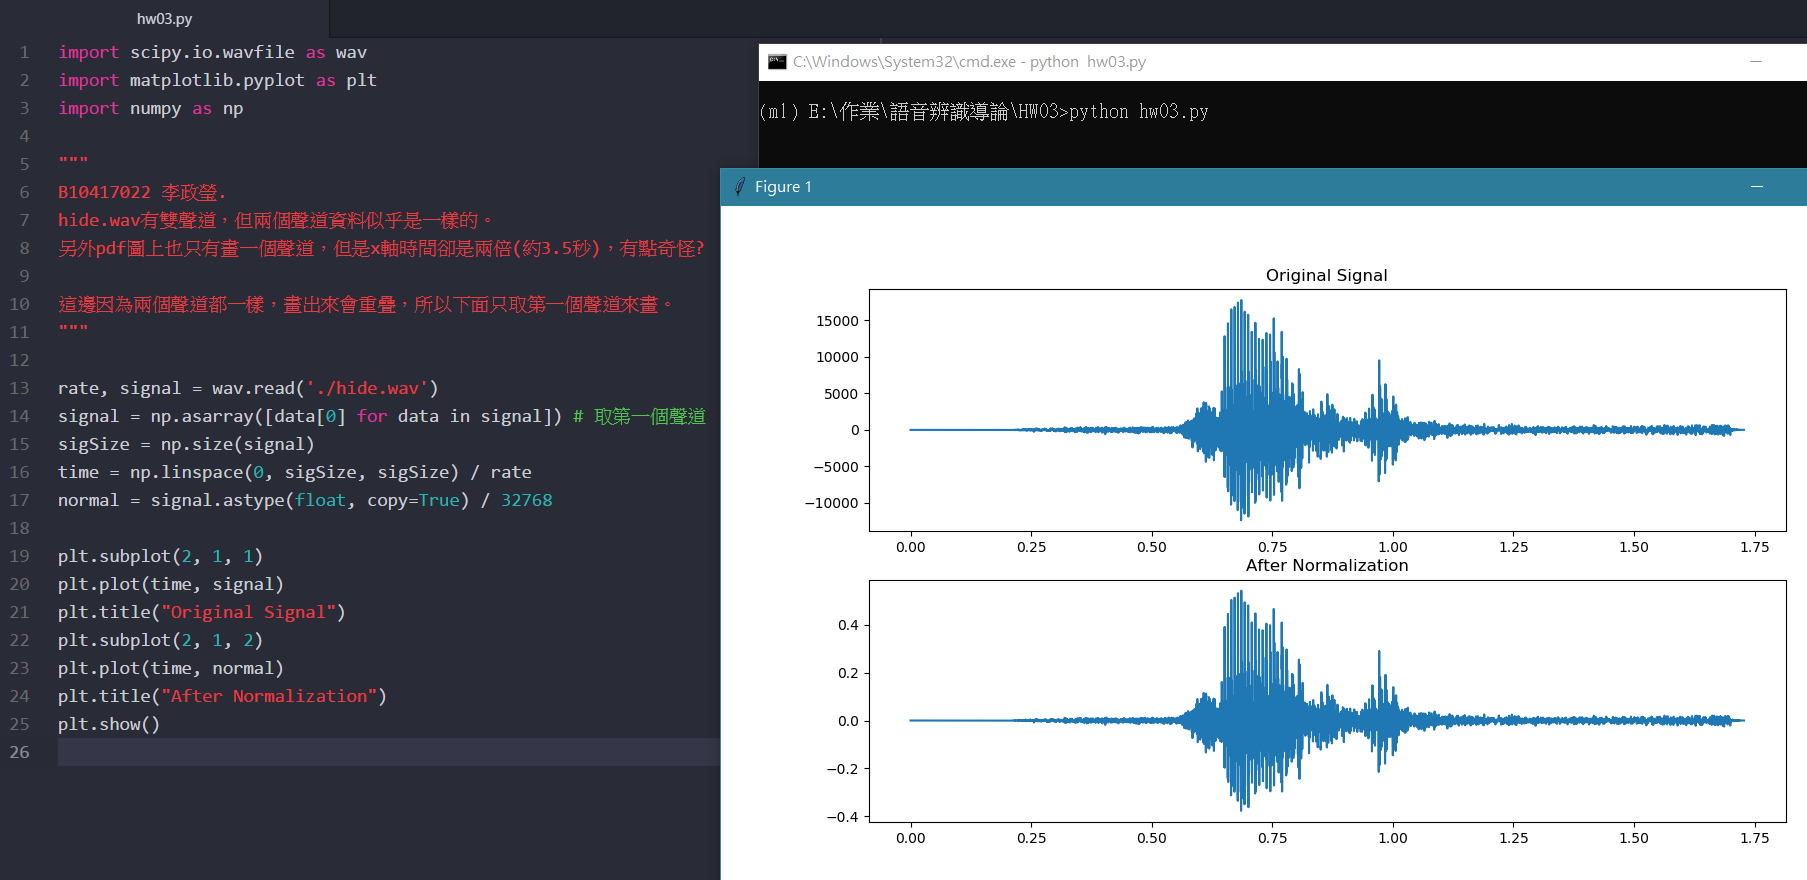 hw03.py
1 import scipy.io.wavfile as wav
2 import matplotlib.pyplot as plt
3 import numpy as np
4
5 """
6 B10417022 李政瑩.
7 hide.wav有雙聲道，但兩個聲道資料似乎是一樣的。
8 另外pdf圖上也只有畫一個聲道，但是x軸時間卻是兩倍(約3.5秒)，有點奇怪?
9
10 這邊因為兩個聲道都一樣，畫出來會重疊，所以下面只取第一個聲道來畫。
11 """
12
13 rate, signal = wav.read('./hide.wav')
14 signal = np.asarray([data[0] for data in signal]) # 取第一個聲道
15 sigSize = np.size(signal)
16 time = np.linspace(0, sigSize, sigSize) / rate
17 normal = signal.astype(float, copy=True) / 32768
18
19 plt.subplot(2, 1, 1)
20 plt.plot(time, signal)
21 plt.title("Original Signal")
22 plt.subplot(2, 1, 2)
23 plt.plot(time, normal)
24 plt.title("After Normalization")
25 plt.show()
26
C:\Windows\System32\cmd.exe - python  hw03.py
(ml) E:\作業\語音辨識導論\HW03>python hw03.py
Figure 1
Original Signal
15000
10000
5000
0
−5000
−10000
0.00 0.25 0.50 0.75 1.00 1.25 1.50 1.75
After Normalization
0.4
0.2
0.0
−0.2
−0.4
0.00 0.25 0.50 0.75 1.00 1.25 1.50 1.75